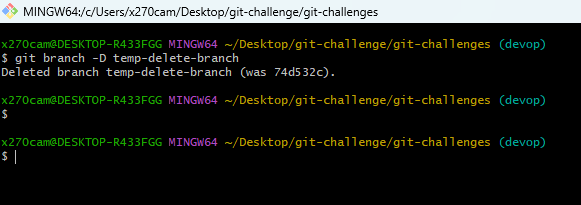 MINGW64:/c/Users/x270cam/Desktop/git-challenge/git-challenges
x270cam@DESKTOP-R433FGG MINGW64 ~/Desktop/git-challenge/git-challenges (devop)
$ git branch -D temp-delete-branch
Deleted branch temp-delete-branch (was 74d532c).
x270cam@DESKTOP-R433FGG MINGW64 ~/Desktop/git-challenge/git-challenges (devop)
$
x270cam@DESKTOP-R433FGG MINGW64 ~/Desktop/git-challenge/git-challenges (devop)
$